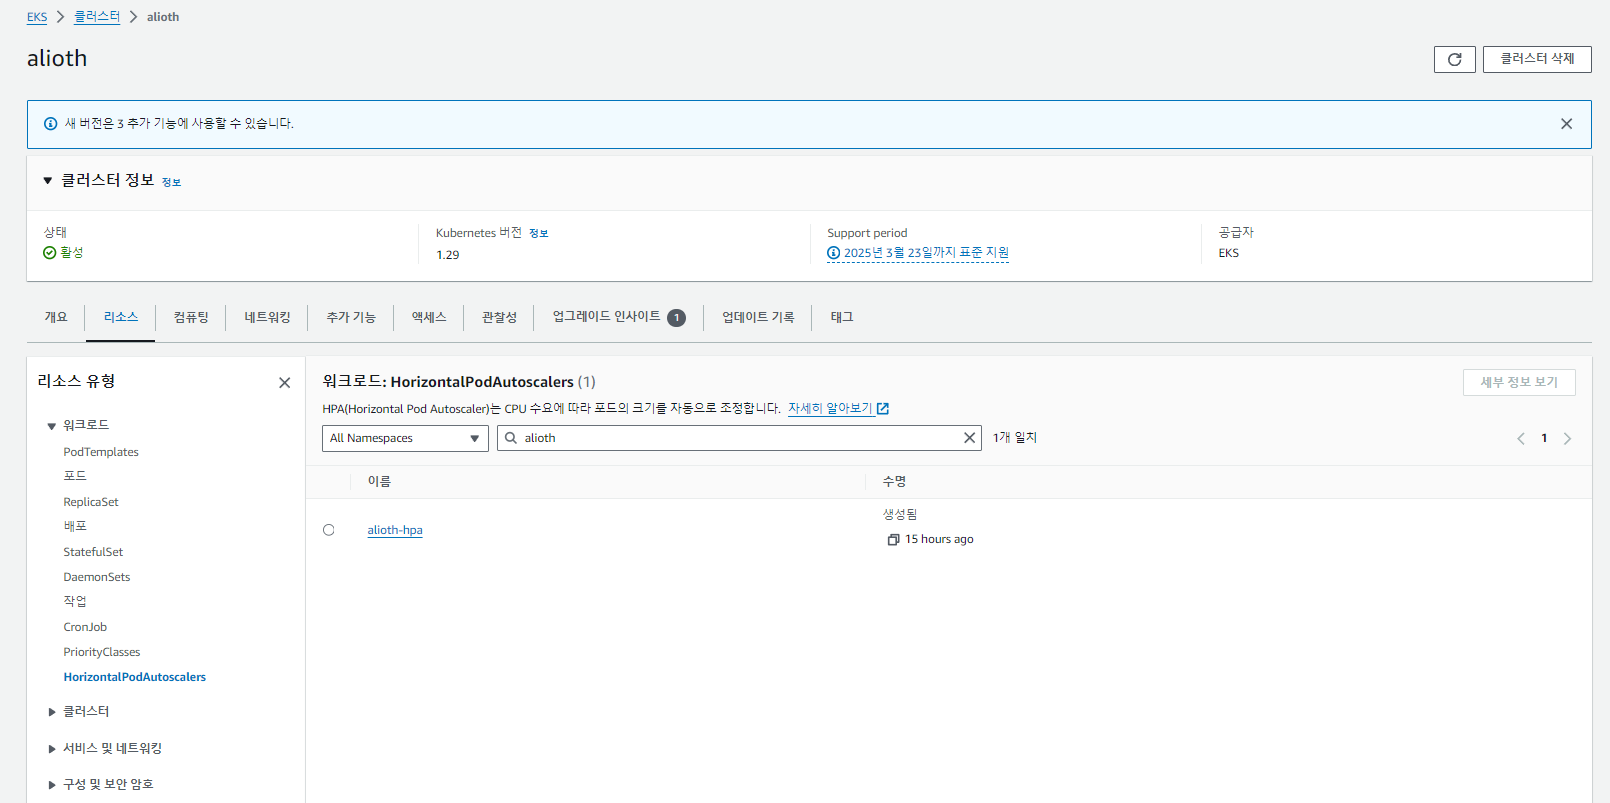 EKS > 클러스터 > alioth
alioth
클러스터 삭제
새 버전은 3 추가 기능에 사용할 수 있습니다.
클러스터 정보 정보
상태
활성
Kubernetes 버전 정보
1.29
Support period
2025년 3월 23일까지 표준 지원
공급자
EKS
개요 리소스 컴퓨팅 네트워킹 추가 기능 액세스 관찰성 업그레이드 인사이트 1 업데이트 기록 태그
리소스 유형
워크로드
PodTemplates
포드
ReplicaSet
배포
StatefulSet
DaemonSets
작업
CronJob
PriorityClasses
HorizontalPodAutoscalers
클러스터
서비스 및 네트워킹
구성 및 보안 암호
워크로드: HorizontalPodAutoscalers (1)
세부 정보 보기
HPA(Horizontal Pod Autoscaler)는 CPU 수요에 따라 포드의 크기를 자동으로 조정합니다. 자세히 알아보기
All Namespaces
alioth
1개 일치
1
이름 수명
alioth-hpa
생성됨
15 hours ago